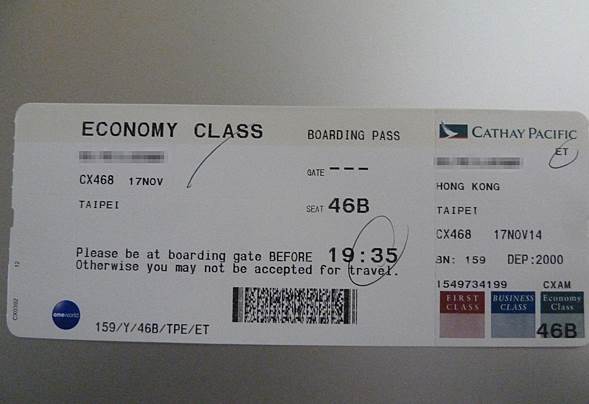 ECONOMY CLASS
BOARDING PASS
CX468 17NOV
GATE ---
TAIPEI
SEAT 46B
Please be at boarding gate BEFORE 19:35
Otherwise you may not be accepted for travel.
oneworld
159/Y/46B/TPE/ET
12
CATHAY PACIFIC
ET
HONG KONG
TAIPEI
CX468 17NOV14
BN: 159 DEP:2000
1549734199 CXAM
FIRST CLASS
BUSINESS CLASS
Economy Class
46B